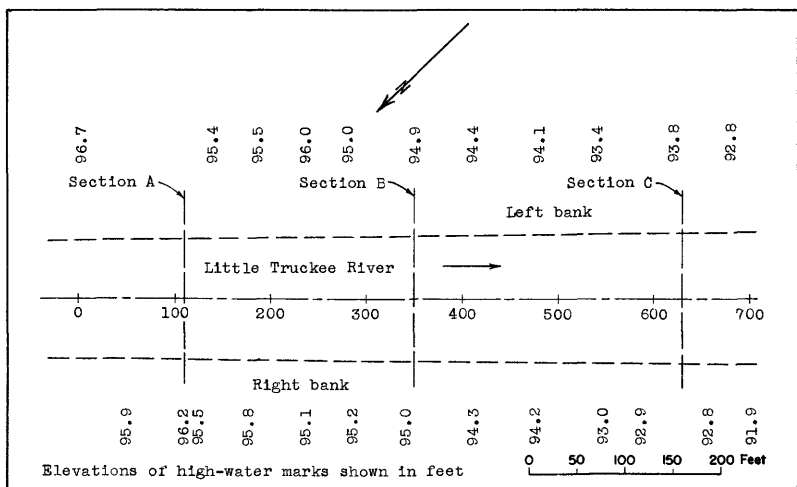 96.7 95.4 95.5 96.0 95.0 94.9 94.4 94.1 93.4 93.8 92.8
Section A Section B Section C
Left bank
Little Truckee River
0 100 200 300 400 500 600 700
Right bank
95.9 96.2 95.5 95.8 95.1 95.2 95.0 94.3 94.2 93.0 92.9 92.8 91.9
Elevations of high-water marks shown in feet
0 50 100 150 200 Feet